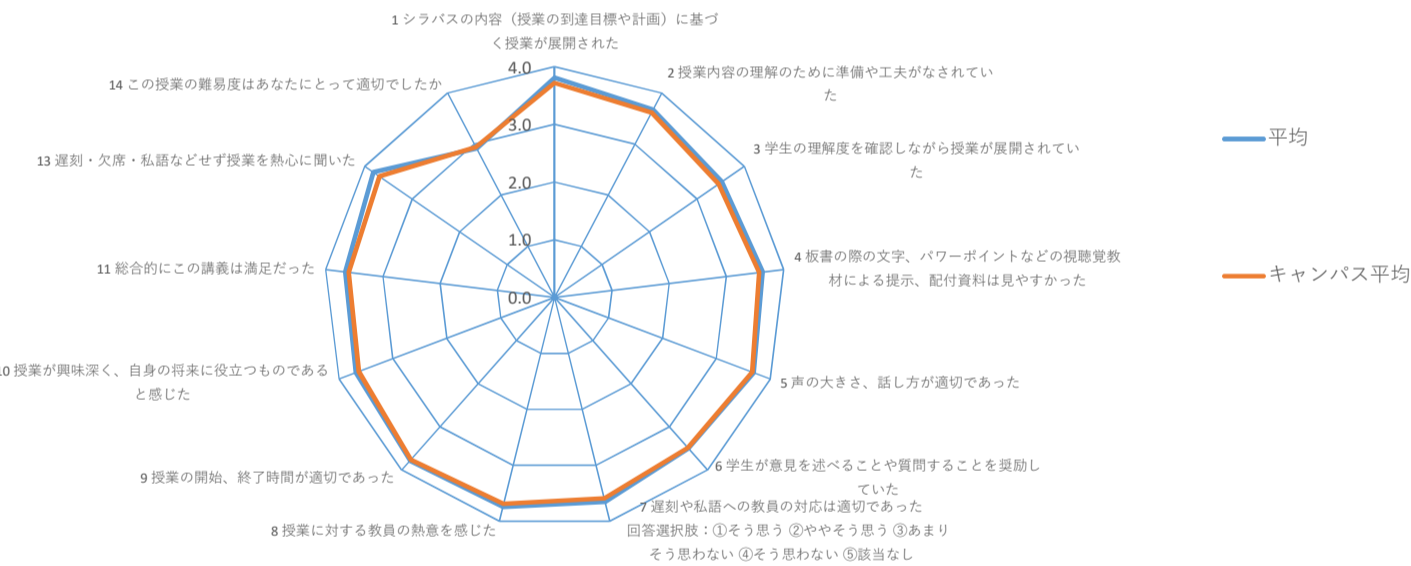 1 シラバスの内容（授業の到達目標や計画）に基づ
く授業が展開された
2 授業内容の理解のために準備や工夫がなされてい
た
3 学生の理解度を確認しながら授業が展開されてい
た
4 板書の際の文字、パワーポイントなどの視聴覚教
材による提示、配付資料は見やすかった
5 声の大きさ、話し方が適切であった
6 学生が意見を述べることや質問することを奨励し
ていた
7 遅刻や私語への教員の対応は適切であった
回答選択肢：①そう思う ②ややそう思う ③あまり
そう思わない ④そう思わない ⑤該当なし
8 授業に対する教員の熱意を感じた
9 授業の開始、終了時間が適切であった
10 授業が興味深く、自身の将来に役立つものである
と感じた
11 総合的にこの講義は満足だった
13 遅刻・欠席・私語などせず授業を熱心に聞いた
14 この授業の難易度はあなたにとって適切でしたか
4.0
3.0
2.0
1.0
0.0
平均
キャンパス平均